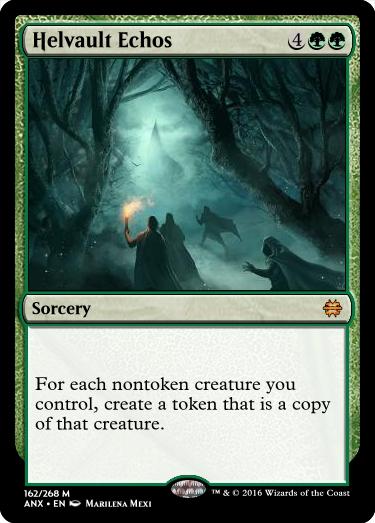 Helvault Echos 4
Sorcery
For each nontoken creature you
control, create a token that is a copy
of that creature.
162/268 M
ANX • EN Marilena Mexi
™ & © 2016 Wizards of the Coast